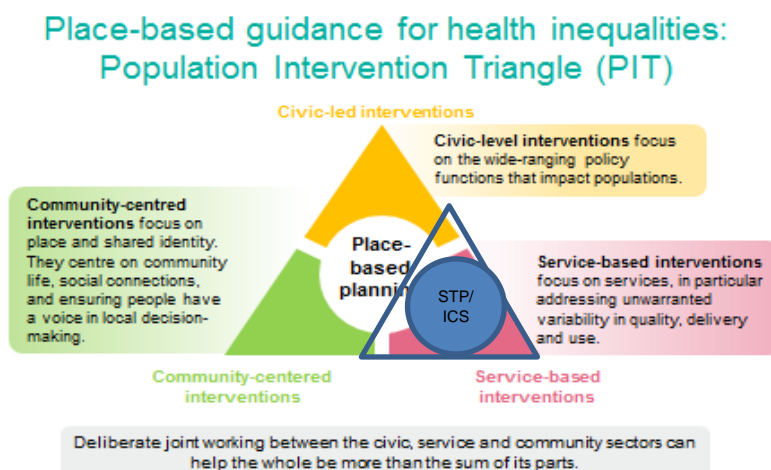 Place-based guidance for health inequalities:
Population Intervention Triangle (PIT)
Civic-led interventions
Civic-level interventions focus
on the wide-ranging policy
functions that impact populations.
Community-centred
interventions focus on
place and shared identity.
They centre on community
life, social connections,
and ensuring people have
a voice in local decision-
making.
Place-
based
planning
STP/
ICS
Service-based interventions
focus on services, in particular
addressing unwarranted
variability in quality, delivery
and use.
Community-centered
interventions
Service-based
interventions
Deliberate joint working between the civic, service and community sectors can
help the whole be more than the sum of its parts.